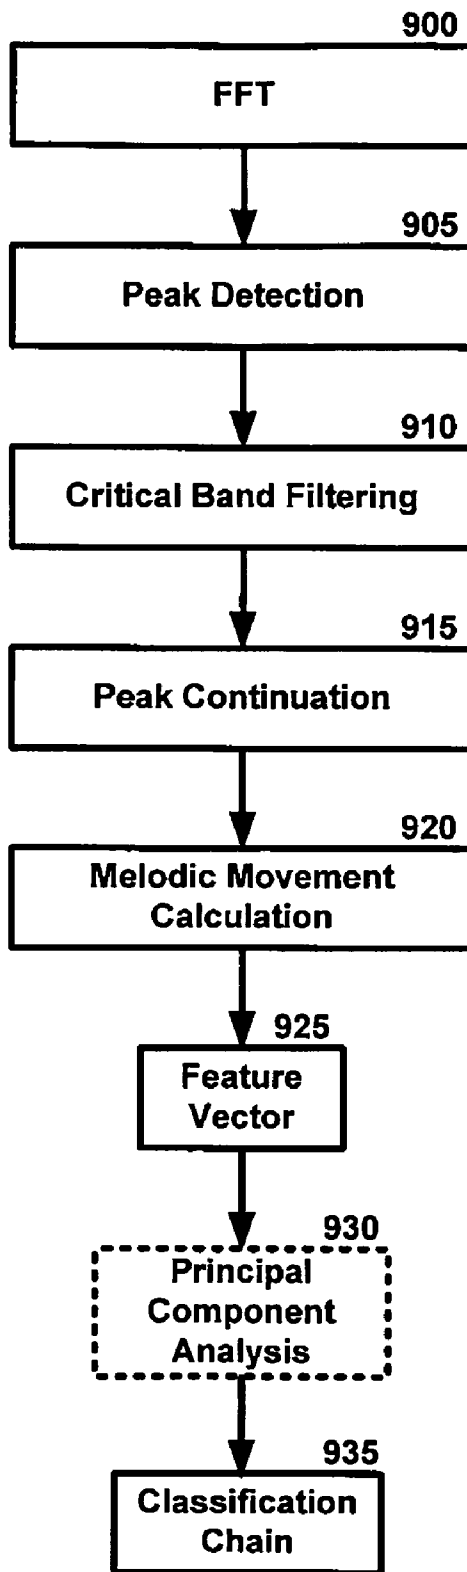 900
FFT
905
Peak Detection
910
Critical Band Filtering
915
Peak Continuation
920
Melodic Movement
Calculation
925
Feature
Vector
930
Principal
Component
Analysis
935
Classification
Chain